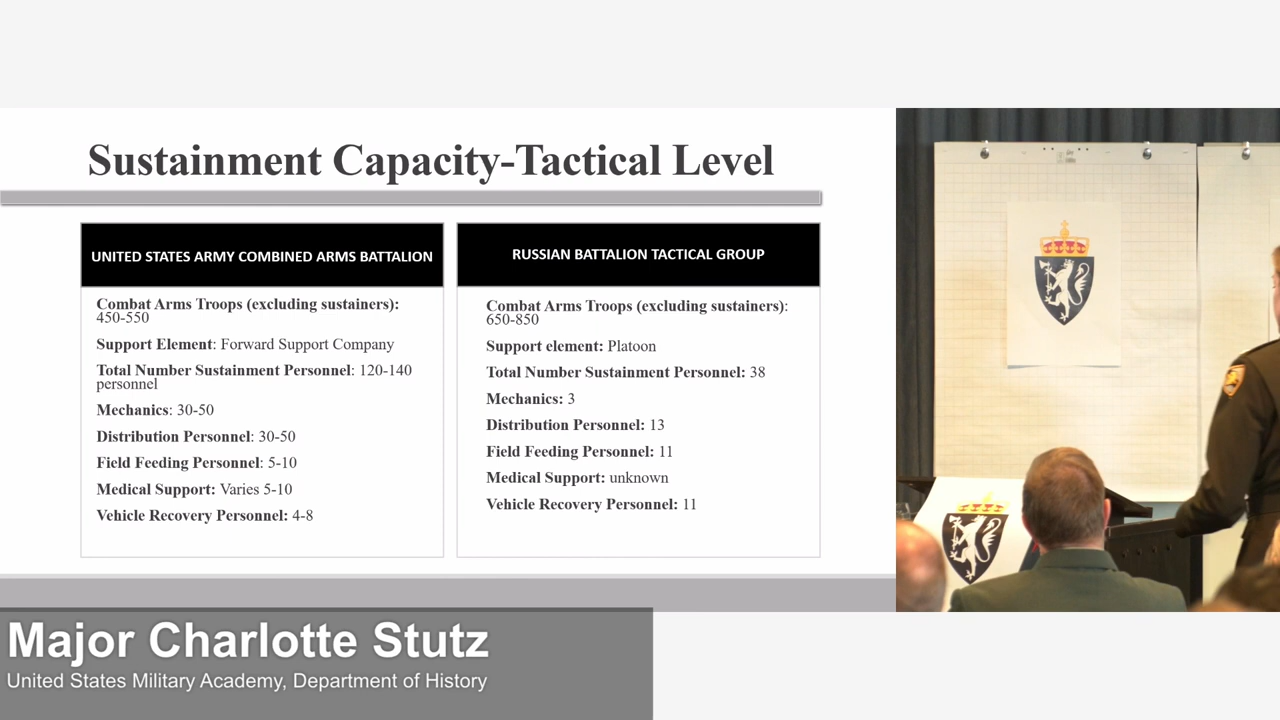 Sustainment Capacity-Tactical Level
UNITED STATES ARMY COMBINED ARMS BATTALION
Combat Arms Troops (excluding sustainers):
450-550
Support Element: Forward Support Company
Total Number Sustainment Personnel: 120-140
personnel
Mechanics: 30-50
Distribution Personnel: 30-50
Field Feeding Personnel: 5-10
Medical Support: Varies 5-10
Vehicle Recovery Personnel: 4-8
RUSSIAN BATTALION TACTICAL GROUP
Combat Arms Troops (excluding sustainers):
650-850
Support element: Platoon
Total Number Sustainment Personnel: 38
Mechanics: 3
Distribution Personnel: 13
Field Feeding Personnel: 11
Medical Support: unknown
Vehicle Recovery Personnel: 11
Major Charlotte Stutz
United States Military Academy, Department of History